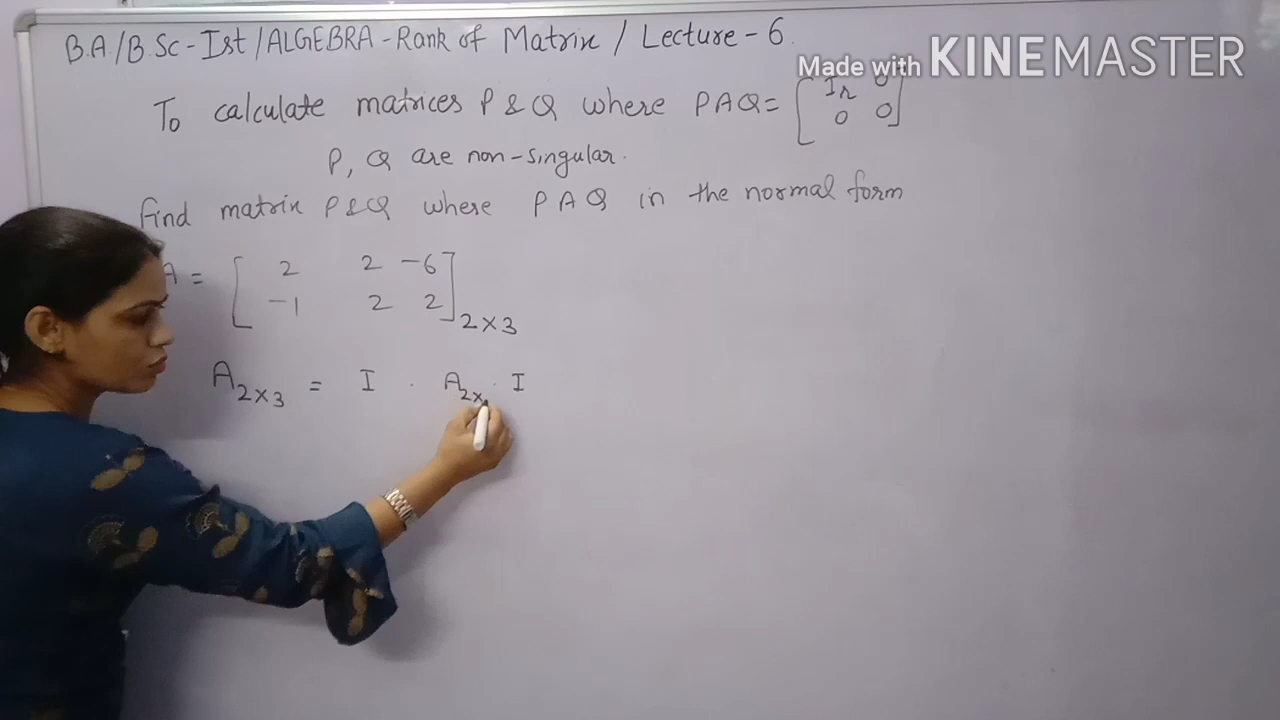 B.A/B.Sc-Ist/ALGEBRA-Rank of Matrix / Lecture-6.
Made with KINEMASTER
To calculate matrices P & Q where PAQ= [ Ir 0
0 0 ]
P, Q are non-singular.
find matrix P&Q where PAQ in the normal form
A = [ 2 2 -6
-1 2 2 ] 2×3
A 2×3 = I . A 2× . I